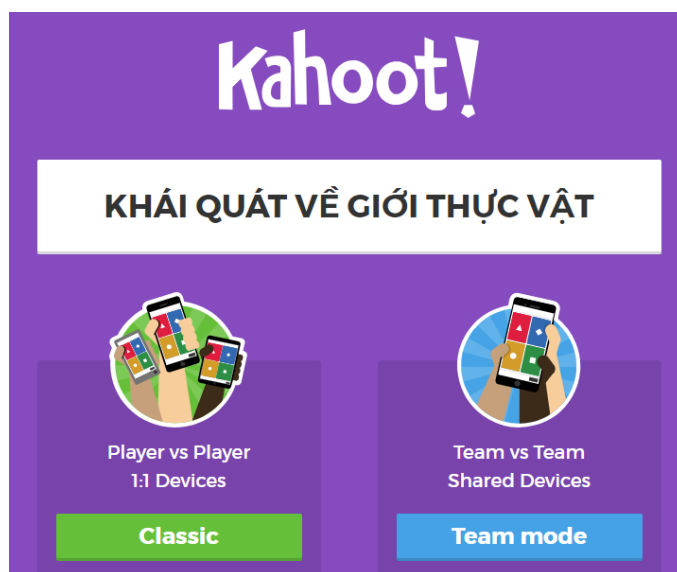 Kahoot!
KHÁI QUÁT VỀ GIỚI THỰC VẬT
Player vs Player
1:1 Devices
Classic
Team vs Team
Shared Devices
Team mode